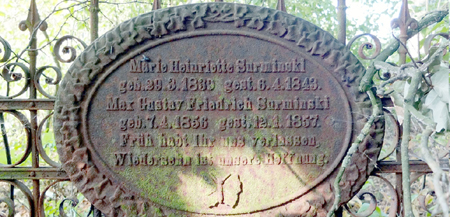 Marie Heinriette Surminski
geb. 29.3. 1839 gest. 6.4. 1843.
Max Gustav Friedrich Surminski
geb. 7.4. 1856 gest. 12.1. 1857.
Früh habt Ihr uns verlassen,
Wiedersehn ist unsere Hoffnung.